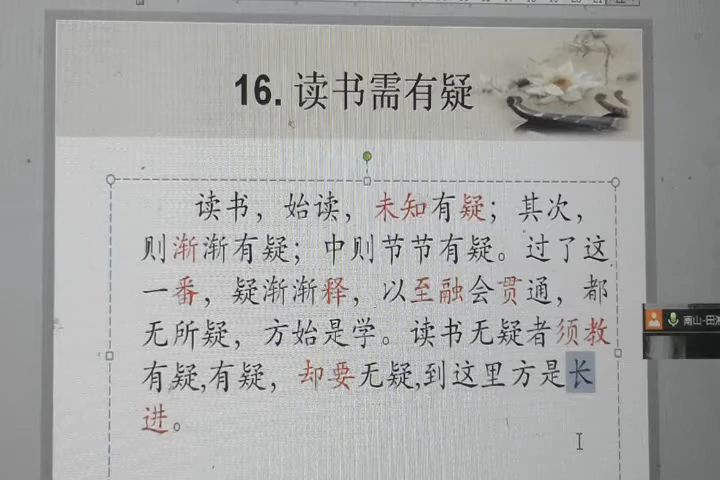 16. 读书需有疑
读书，始读，未知有疑；其次，
则渐渐有疑；中则节节有疑。过了这
一番，疑渐渐释，以至融会贯通，都
无所疑，方始是学。读书无疑者须教
有疑,有疑，却要无疑,到这里方是长
进。
南山-田